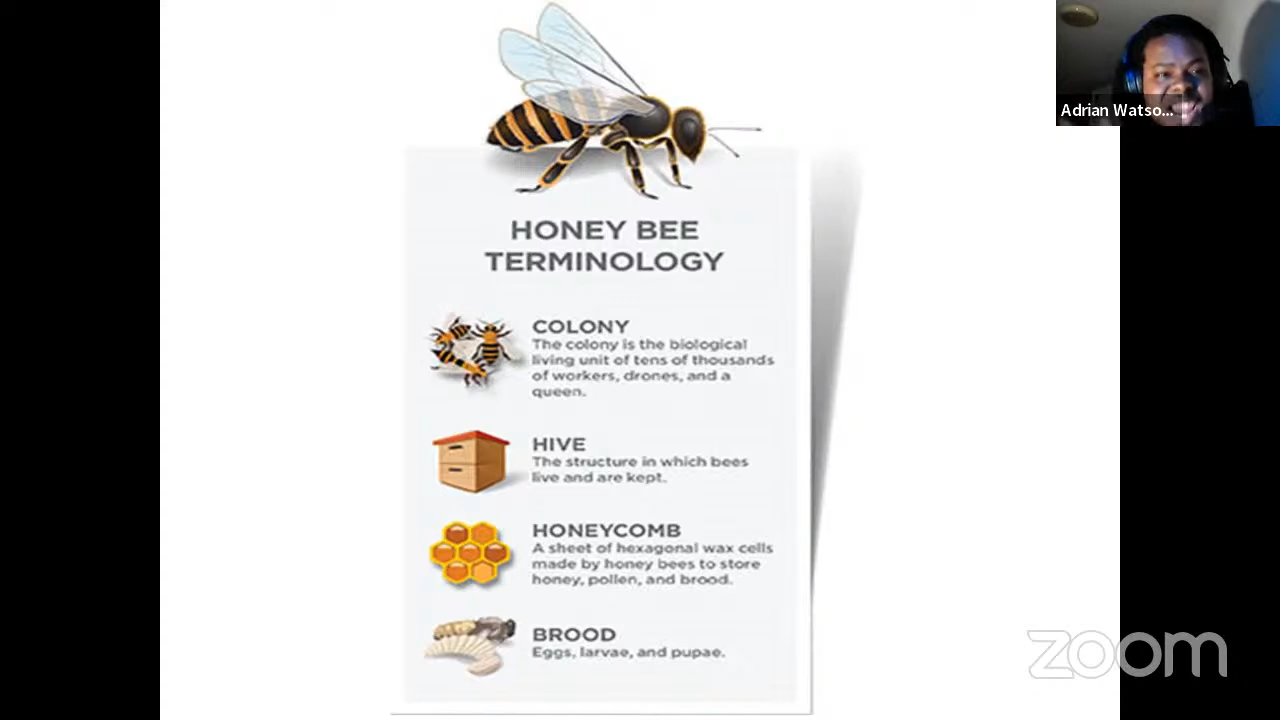 Adrian Watso...
HONEY BEE
TERMINOLOGY
COLONY
The colony is the biological
living unit of tens of thousands
of workers, drones, and a
queen.
HIVE
The structure in which bees
live and are kept.
HONEYCOMB
A sheet of hexagonal wax cells
made by honey bees to store
honey, pollen, and brood.
BROOD
Eggs, larvae, and pupae.
zoom